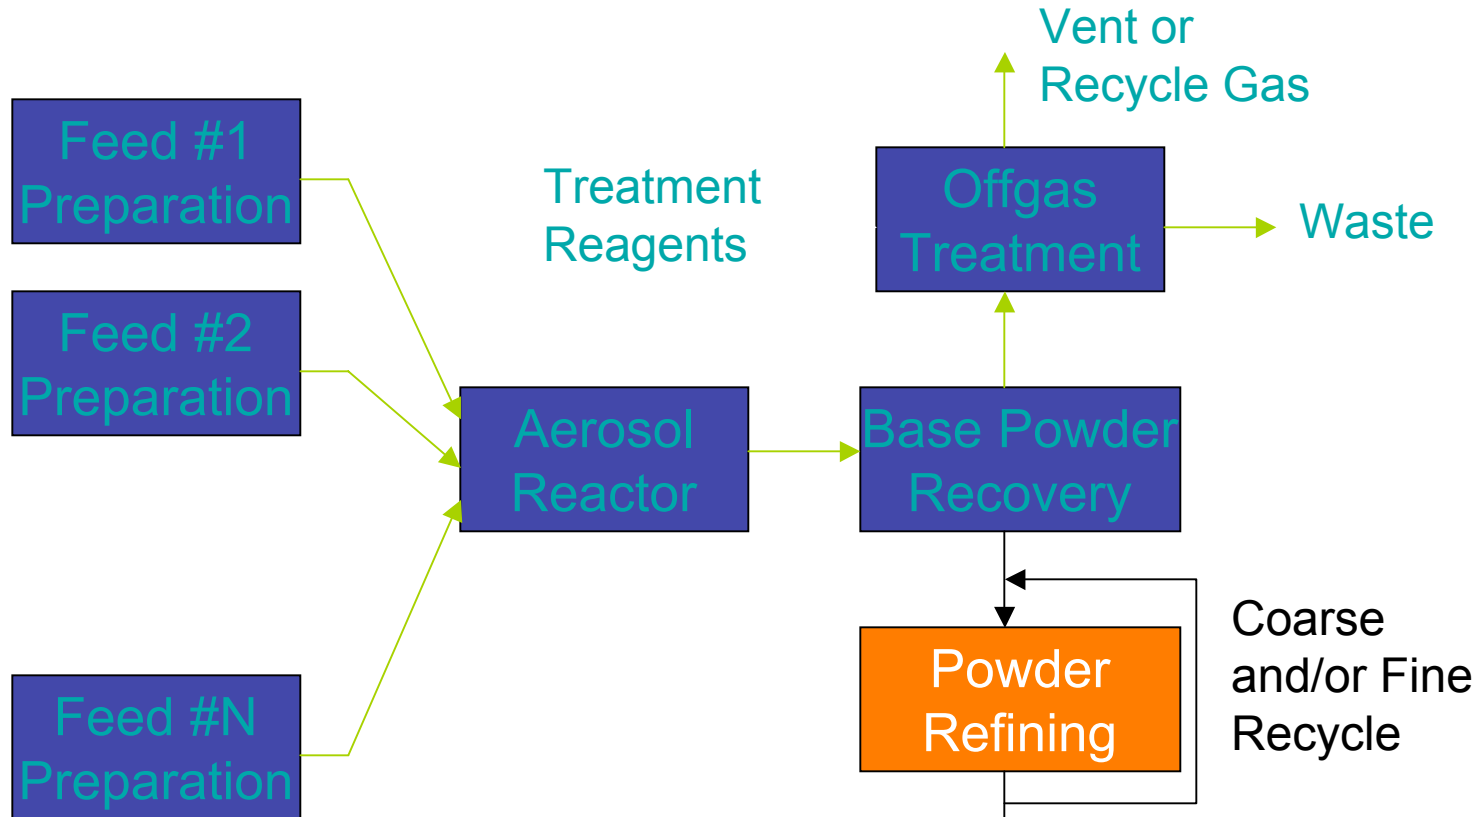 Vent or
Recycle Gas
Feed #1
Preparation
Treatment
Reagents
Offgas
Treatment
Waste
Feed #2
Preparation
Aerosol
Reactor
Base Powder
Recovery
Coarse
and/or Fine
Recycle
Powder
Refining
Feed #N
Preparation